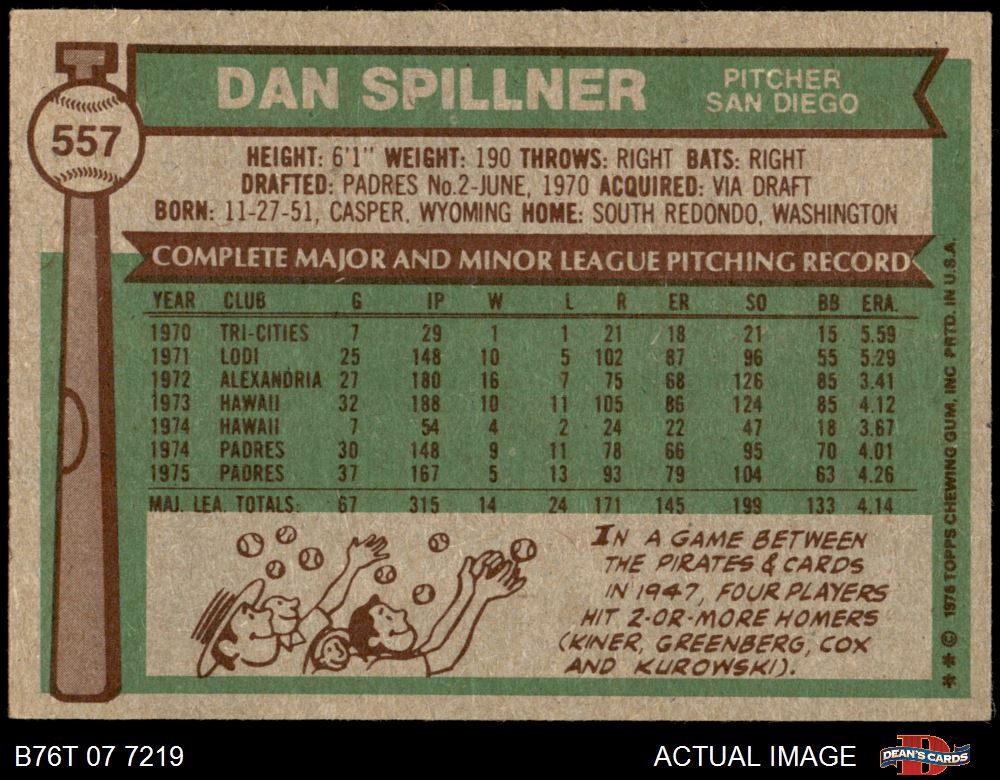 DAN SPILLNER
PITCHER
SAN DIEGO
557
HEIGHT: 6'1" WEIGHT: 190 THROWS: RIGHT BATS: RIGHT
DRAFTED: PADRES No.2-JUNE, 1970 ACQUIRED: VIA DRAFT
BORN: 11-27-51, CASPER, WYOMING HOME: SOUTH REDONDO, WASHINGTON
COMPLETE MAJOR AND MINOR LEAGUE PITCHING RECORD
YEAR CLUB G IP W L R ER SO BB ERA.
1970 TRI-CITIES 7 29 1 1 21 18 21 15 5.59
1971 LODI 25 148 10 5 102 87 96 55 5.29
1972 ALEXANDRIA 27 180 16 7 75 68 126 85 3.41
1973 HAWAII 32 188 10 11 105 86 124 85 4.12
1974 HAWAII 7 54 4 2 24 22 47 18 3.67
1974 PADRES 30 148 9 11 78 66 95 70 4.01
1975 PADRES 37 167 5 13 93 79 104 63 4.26
MAJ. LEA. TOTALS: 67 315 14 24 171 145 199 133 4.14
IN A GAME BETWEEN
THE PIRATES & CARDS
IN 1947, FOUR PLAYERS
HIT 2-OR-MORE HOMERS
(KINER, GREENBERG, COX
AND KUROWSKI).
** © 1976 TOPPS CHEWING GUM, INC PRTD. IN U.S.A.
B76T 07 7219
ACTUAL IMAGE
DEAN'S CARDS